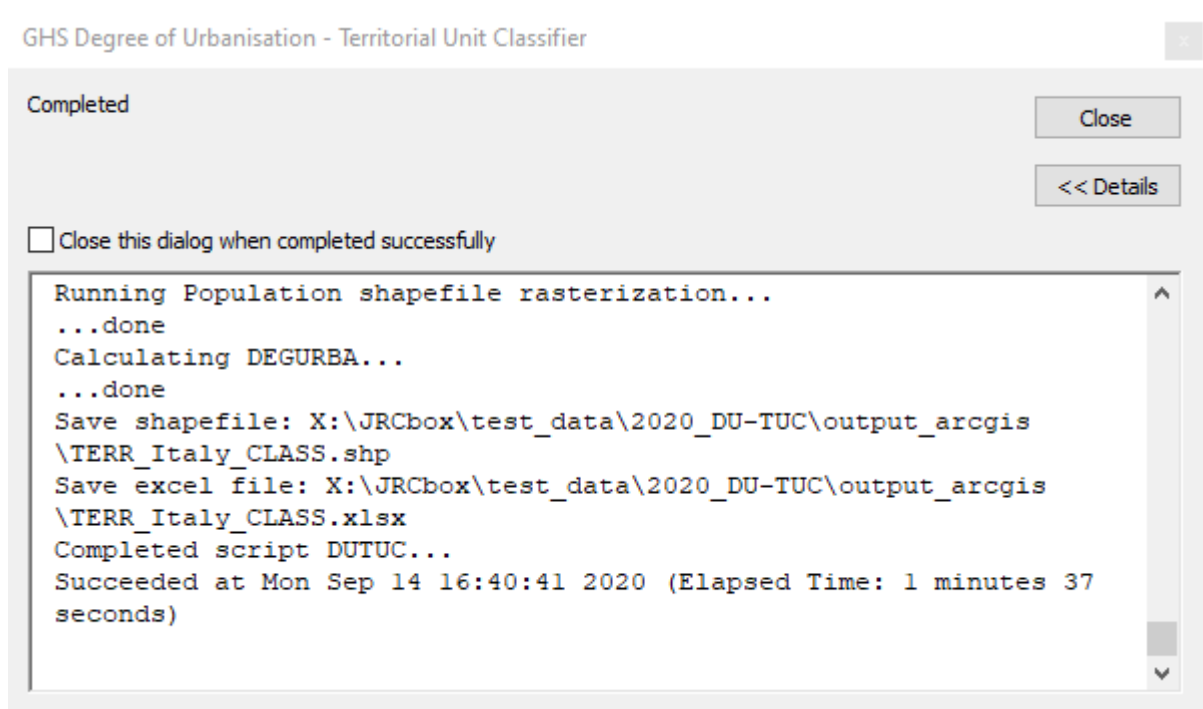 GHS Degree of Urbanisation - Territorial Unit Classifier
x
Completed
Close
<< Details
Close this dialog when completed successfully
Running Population shapefile rasterization...
...done
Calculating DEGURBA...
...done
Save shapefile: X:\JRCbox\test_data\2020_DU-TUC\output_arcgis
\TERR_Italy_CLASS.shp
Save excel file: X:\JRCbox\test_data\2020_DU-TUC\output_arcgis
\TERR_Italy_CLASS.xlsx
Completed script DUTUC...
Succeeded at Mon Sep 14 16:40:41 2020 (Elapsed Time: 1 minutes 37
seconds)